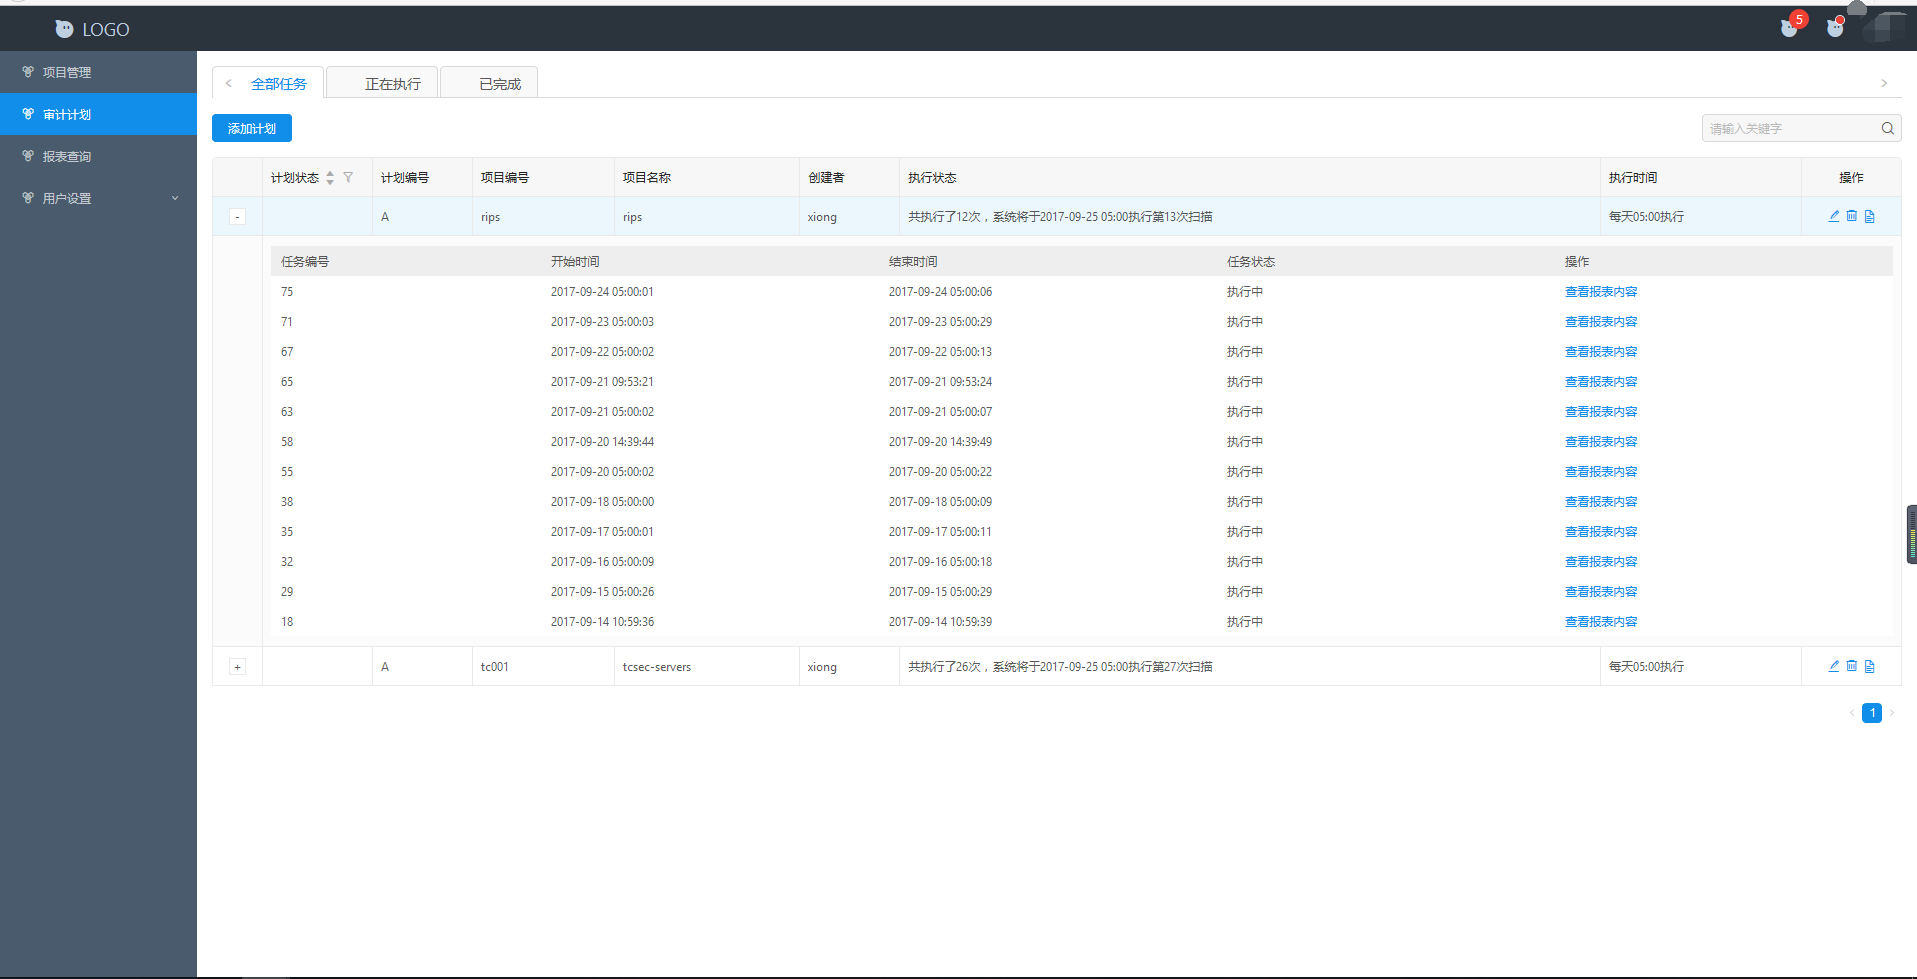 LOGO
5
项目管理
审计计划
报表查询
用户设置
全部任务 正在执行 已完成
添加计划
请输入关键字
计划状态 计划编号 项目编号 项目名称 创建者 执行状态 执行时间 操作
- A rips rips xiong 共执行了12次，系统将于2017-09-25 05:00执行第13次扫描 每天05:00执行
任务编号 开始时间 结束时间 任务状态 操作
75 2017-09-24 05:00:01 2017-09-24 05:00:06 执行中 查看报表内容
71 2017-09-23 05:00:03 2017-09-23 05:00:29 执行中 查看报表内容
67 2017-09-22 05:00:02 2017-09-22 05:00:13 执行中 查看报表内容
65 2017-09-21 09:53:21 2017-09-21 09:53:24 执行中 查看报表内容
63 2017-09-21 05:00:02 2017-09-21 05:00:07 执行中 查看报表内容
58 2017-09-20 14:39:44 2017-09-20 14:39:49 执行中 查看报表内容
55 2017-09-20 05:00:02 2017-09-20 05:00:22 执行中 查看报表内容
38 2017-09-18 05:00:00 2017-09-18 05:00:09 执行中 查看报表内容
35 2017-09-17 05:00:01 2017-09-17 05:00:11 执行中 查看报表内容
32 2017-09-16 05:00:09 2017-09-16 05:00:18 执行中 查看报表内容
29 2017-09-15 05:00:26 2017-09-15 05:00:29 执行中 查看报表内容
18 2017-09-14 10:59:36 2017-09-14 10:59:39 执行中 查看报表内容
+ A tc001 tcsec-servers xiong 共执行了26次，系统将于2017-09-25 05:00执行第27次扫描 每天05:00执行
1